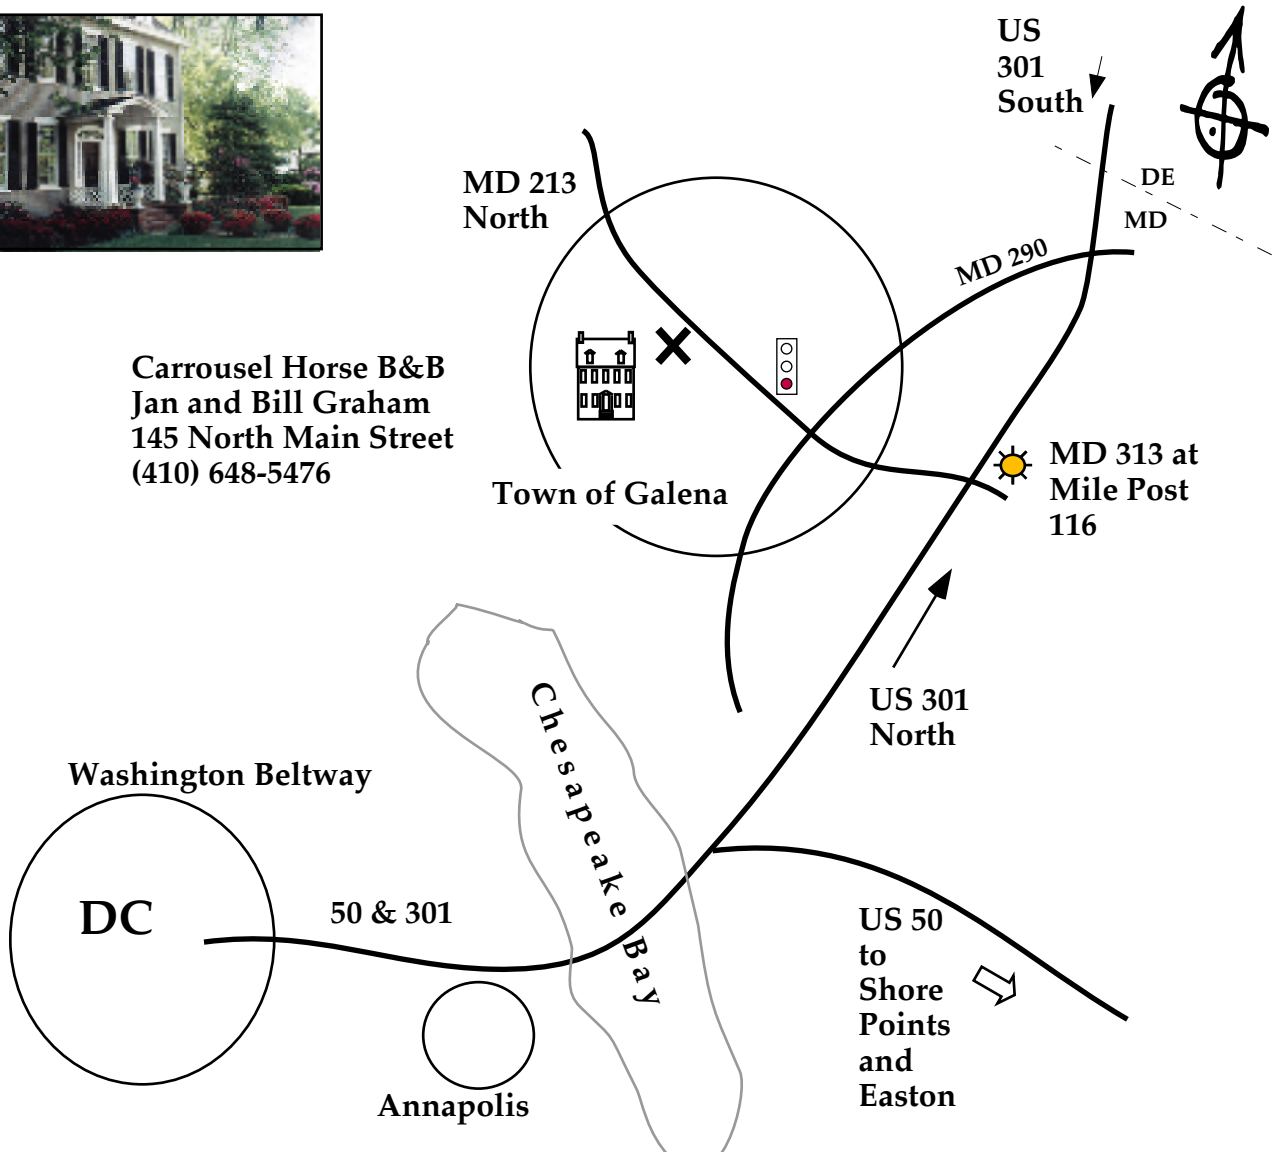 US
301
South
DE
MD
MD 213
North
MD 290
Carrousel Horse B&B
Jan and Bill Graham
145 North Main Street
(410) 648-5476
MD 313 at
Mile Post
116
Town of Galena
US 301
North
Chesapeake Bay
Washington Beltway
DC
50 & 301
US 50
to
Shore
Points
and
Easton
Annapolis